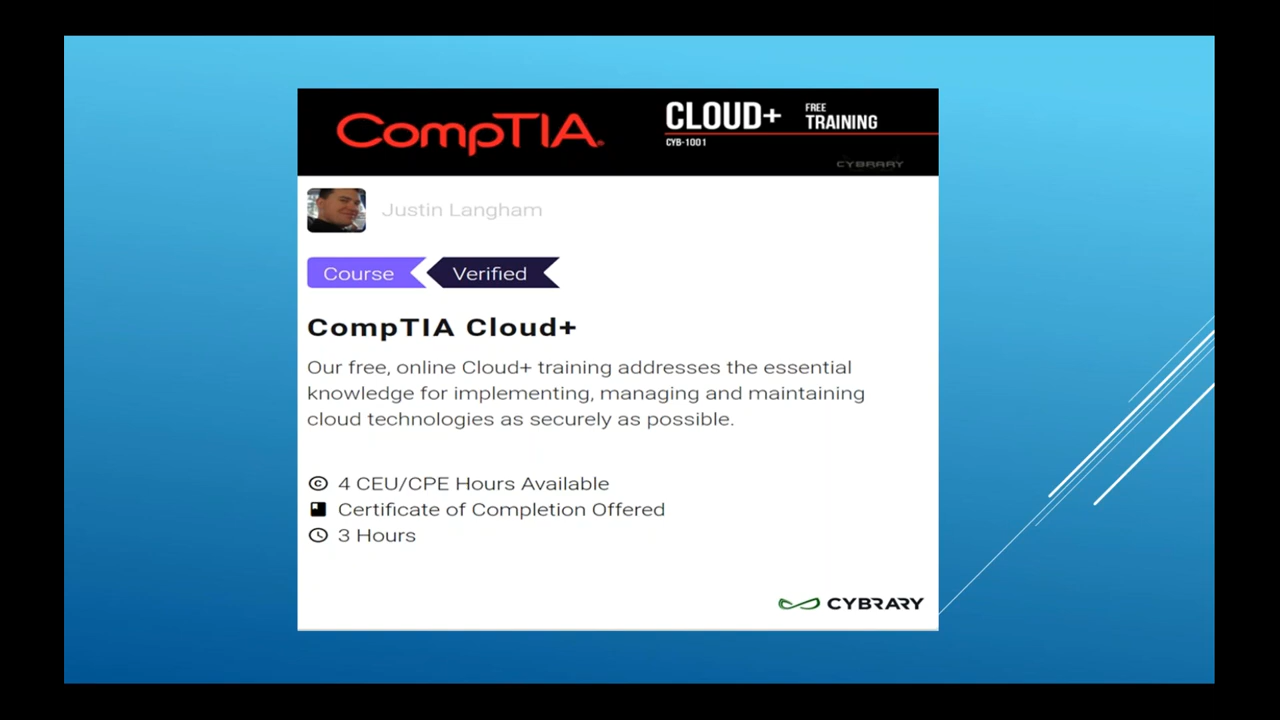 CompTIA®
CLOUD+
FREE
TRAINING
CYB-1001
CYBRARY
Justin Langham
Course
Verified
CompTIA Cloud+
Our free, online Cloud+ training addresses the essential
knowledge for implementing, managing and maintaining
cloud technologies as securely as possible.
© 4 CEU/CPE Hours Available
Certificate of Completion Offered
3 Hours
CYBRARY